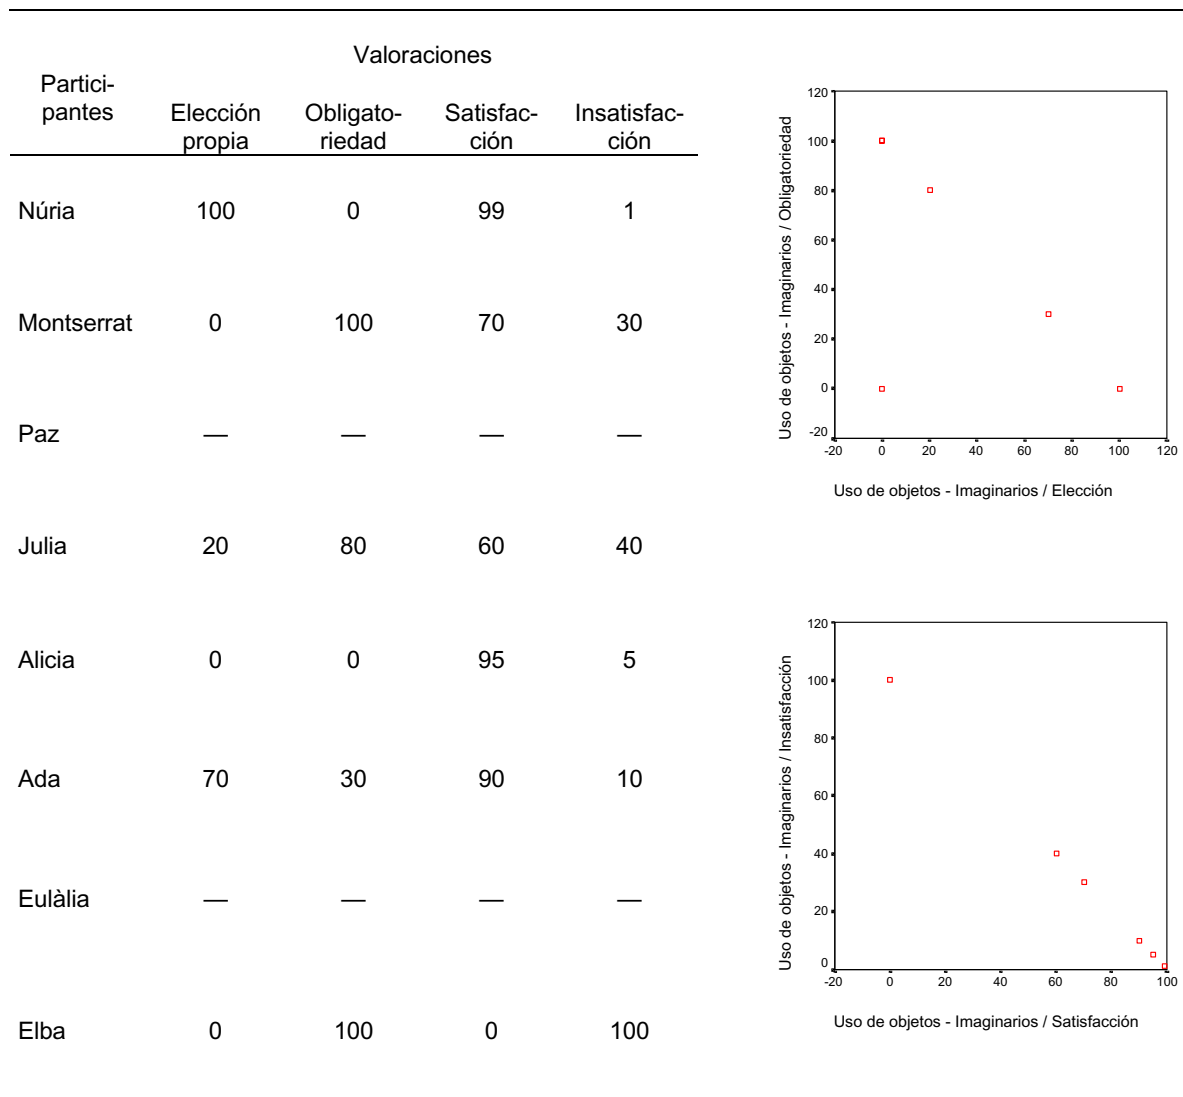 Valoraciones
Partici-
pantes
Elección
propia
Obligato-
riedad
Satisfac-
ción
Insatisfac-
ción
Núria 100 0 99 1
Montserrat 0 100 70 30
Paz — — — —
Julia 20 80 60 40
Alicia 0 0 95 5
Ada 70 30 90 10
Eulàlia — — — —
Elba 0 100 0 100
Uso de objetos - Imaginarios / Obligatoriedad
120
100
80
60
40
20
0
-20
-20 0 20 40 60 80 100 120
Uso de objetos - Imaginarios / Elección
Uso de objetos - Imaginarios / Insatisfacción
120
100
80
60
40
20
0
-20 0 20 40 60 80 100
Uso de objetos - Imaginarios / Satisfacción